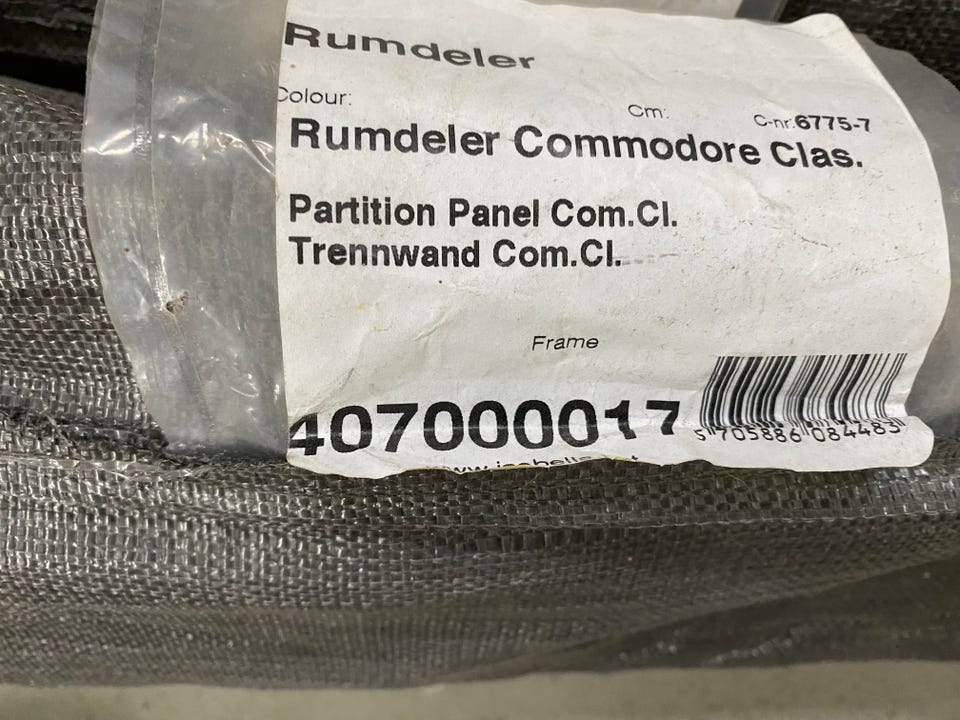 Rumdeler
Colour:
Cm:
C-nr:6775-7
Rumdeler Commodore Clas.
Partition Panel Com.Cl.
Trennwand Com.Cl.
Frame
407000017
5 705886 084483